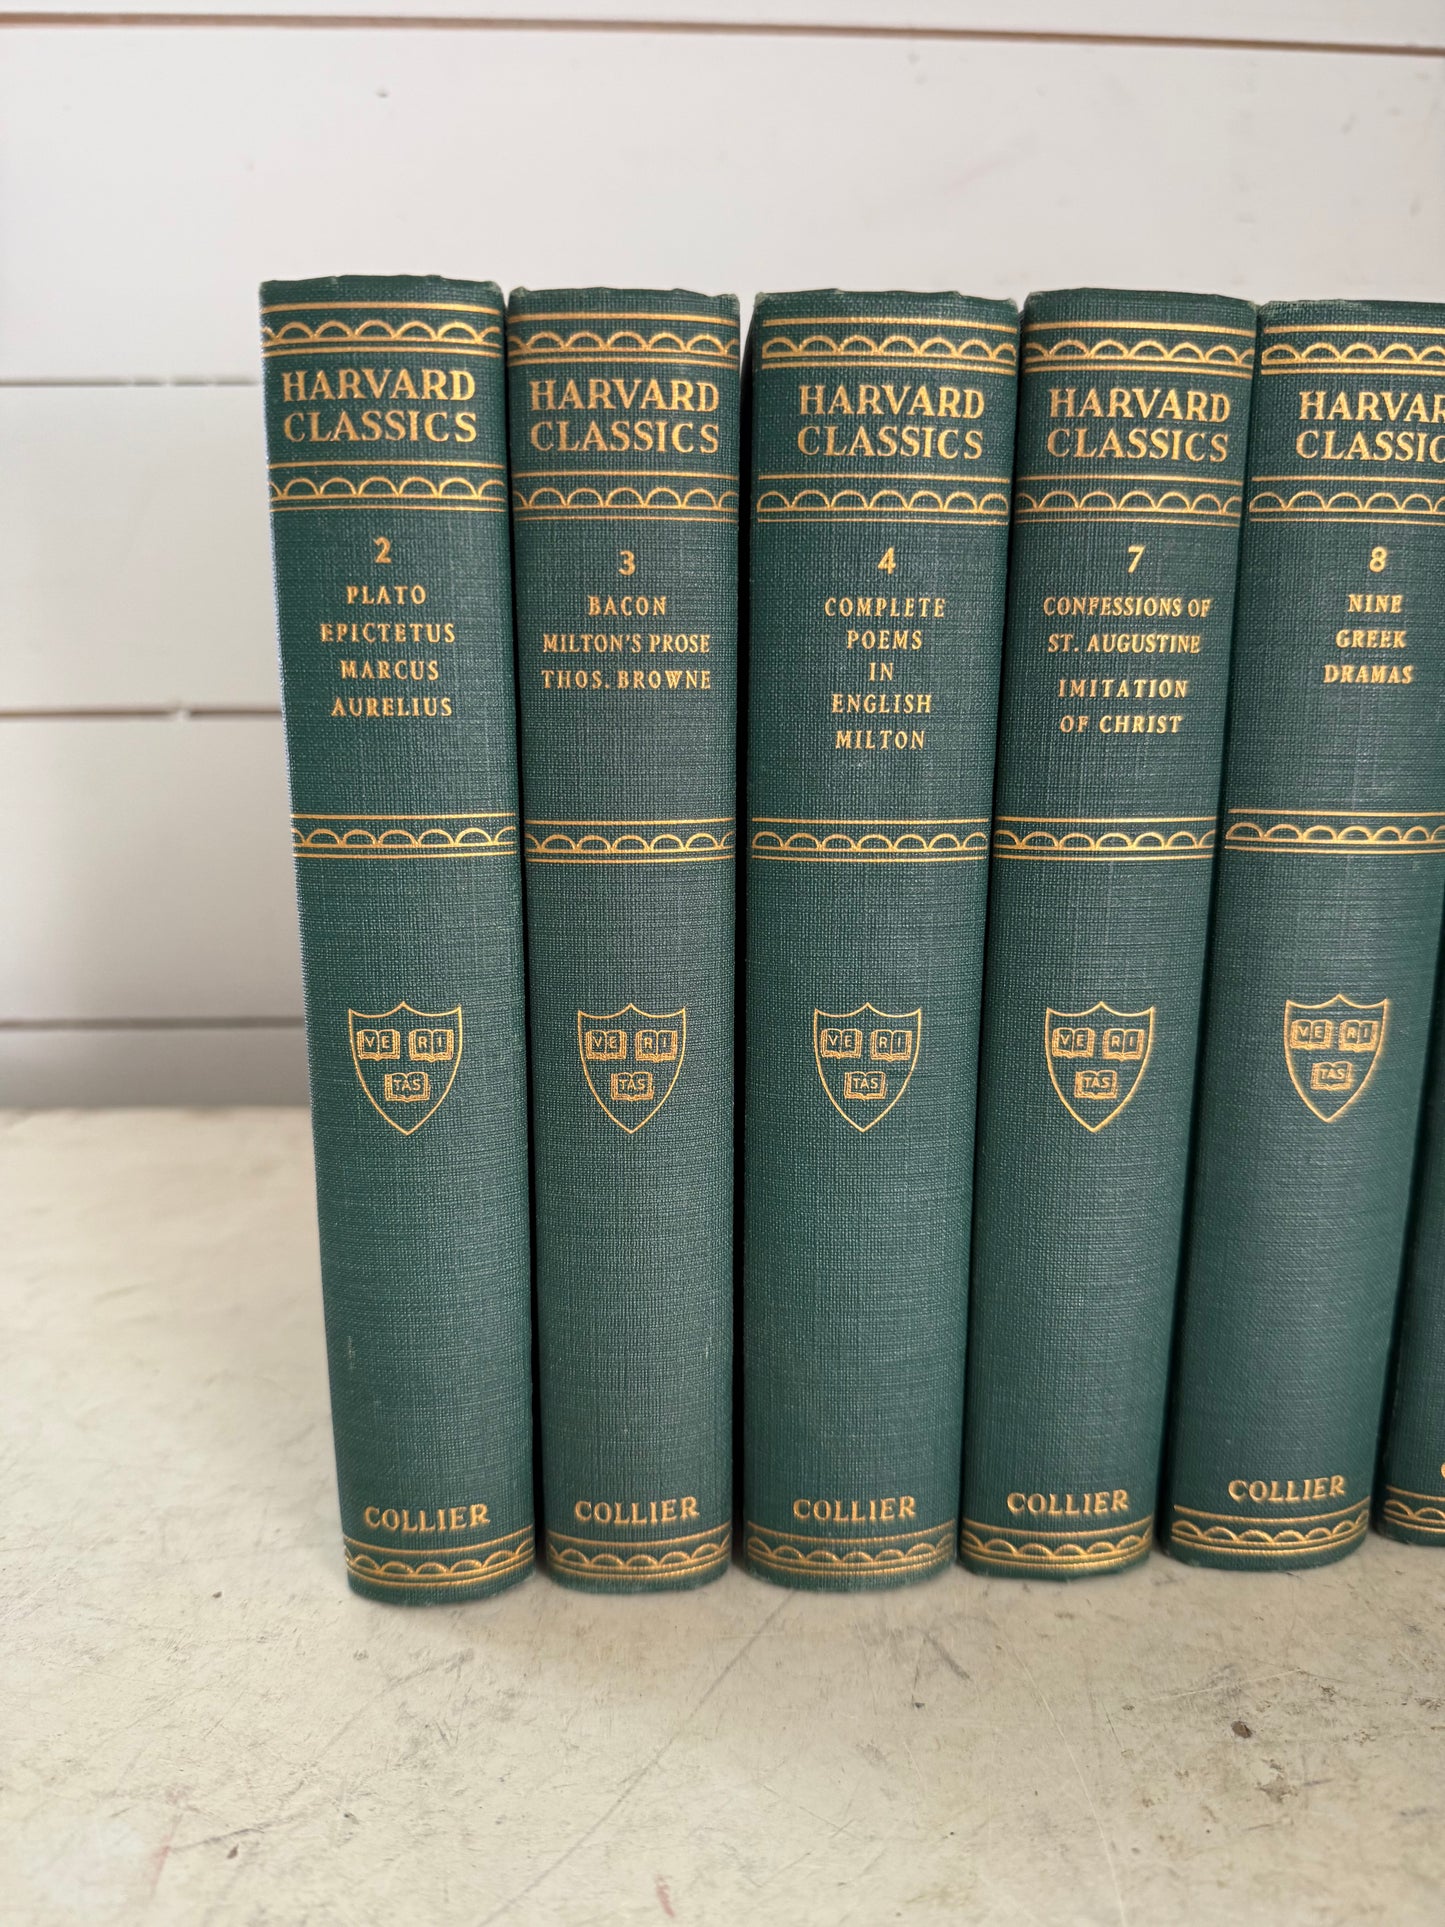 HARVARD
CLASSICS
2
PLATO
EPICTETUS
MARCUS
AURELIUS
VE RI
TAS
COLLIER
HARVARD
CLASSICS
3
BACON
MILTON'S PROSE
THOS. BROWNE
VE RI
TAS
COLLIER
HARVARD
CLASSICS
4
COMPLETE
POEMS
IN
ENGLISH
MILTON
VE RI
TAS
COLLIER
HARVARD
CLASSICS
7
CONFESSIONS OF
ST. AUGUSTINE
IMITATION
OF CHRIST
VE RI
TAS
COLLIER
HARVAR
CLASSIC
8
NINE
GREEK
DRAMAS
VE RI
TAS
COLLIER